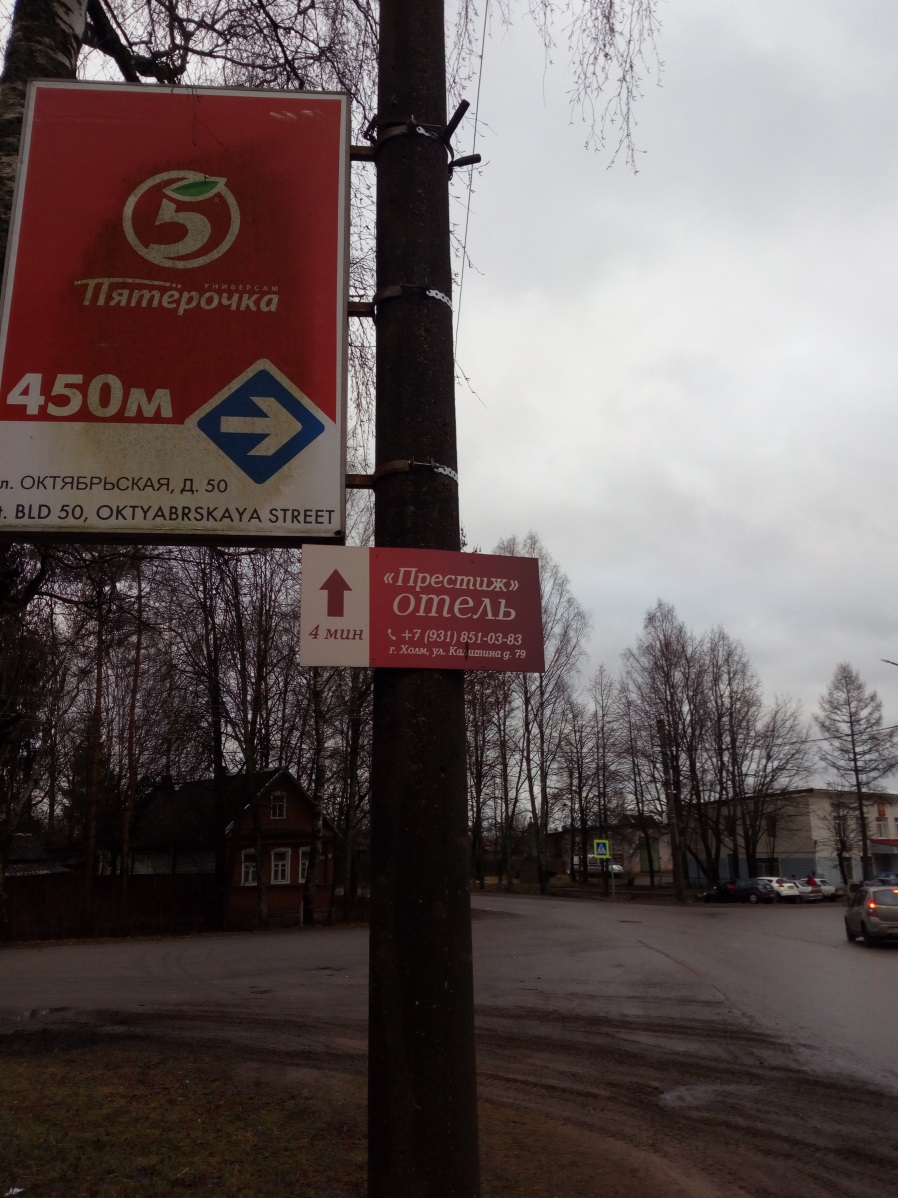 5
УНИВЕРСАМ
Пятёрочка
450м
л. ОКТЯБРЬСКАЯ, Д. 50
t. BLD 50, OKTYABRSKAYA STREET
«Престиж»
отель
4 мин
+7 (931) 851-03-83
г. Холм, ул. Калитина д. 79